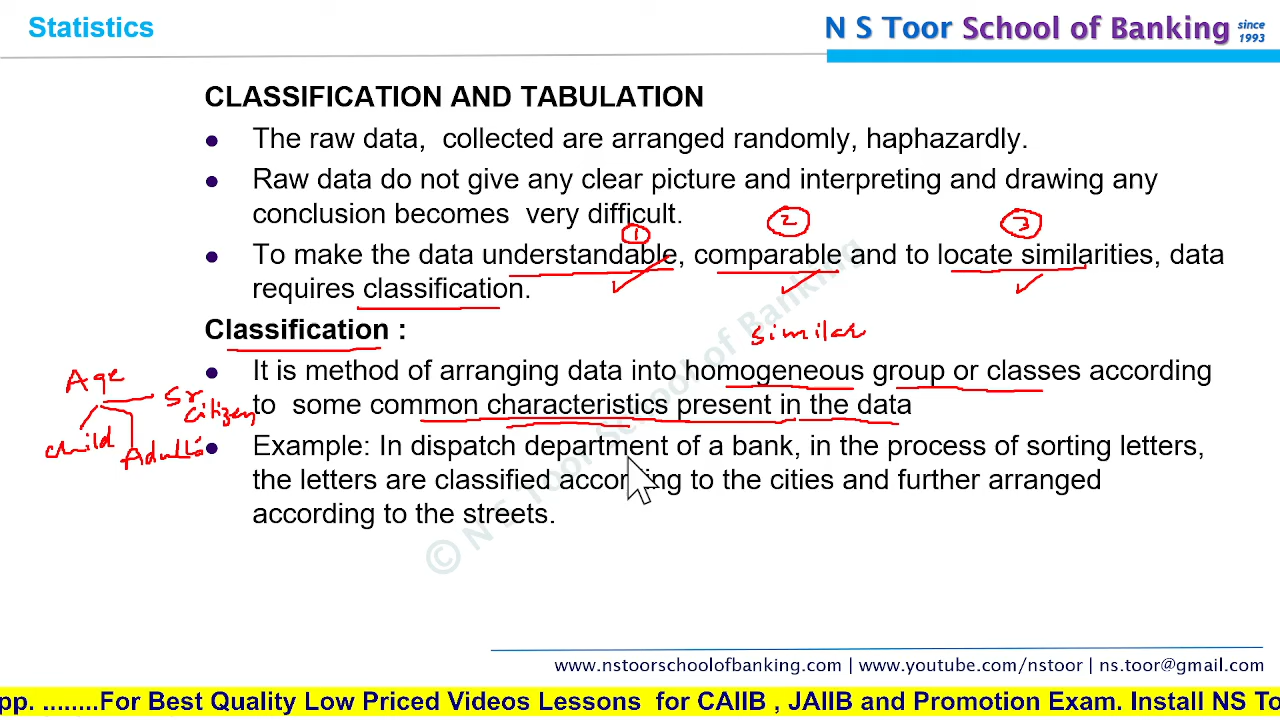 Statistics
N S Toor School of Banking since 1993
CLASSIFICATION AND TABULATION
● The raw data, collected are arranged randomly, haphazardly.
● Raw data do not give any clear picture and interpreting and drawing any
conclusion becomes very difficult.
1 2 3
● To make the data understandable, comparable and to locate similarities, data
requires classification.
Classification :
similar
● It is method of arranging data into homogeneous group or classes according
to some common characteristics present in the data
Age
Sr citizen
child
Adult
● Example: In dispatch department of a bank, in the process of sorting letters,
the letters are classified according to the cities and further arranged
according to the streets.
© N S Toor School of Banking
www.nstoorschoolofbanking.com | www.youtube.com/nstoor | ns.toor@gmail.com
pp. ........For Best Quality Low Priced Videos Lessons for CAIIB , JAIIB and Promotion Exam. Install NS To